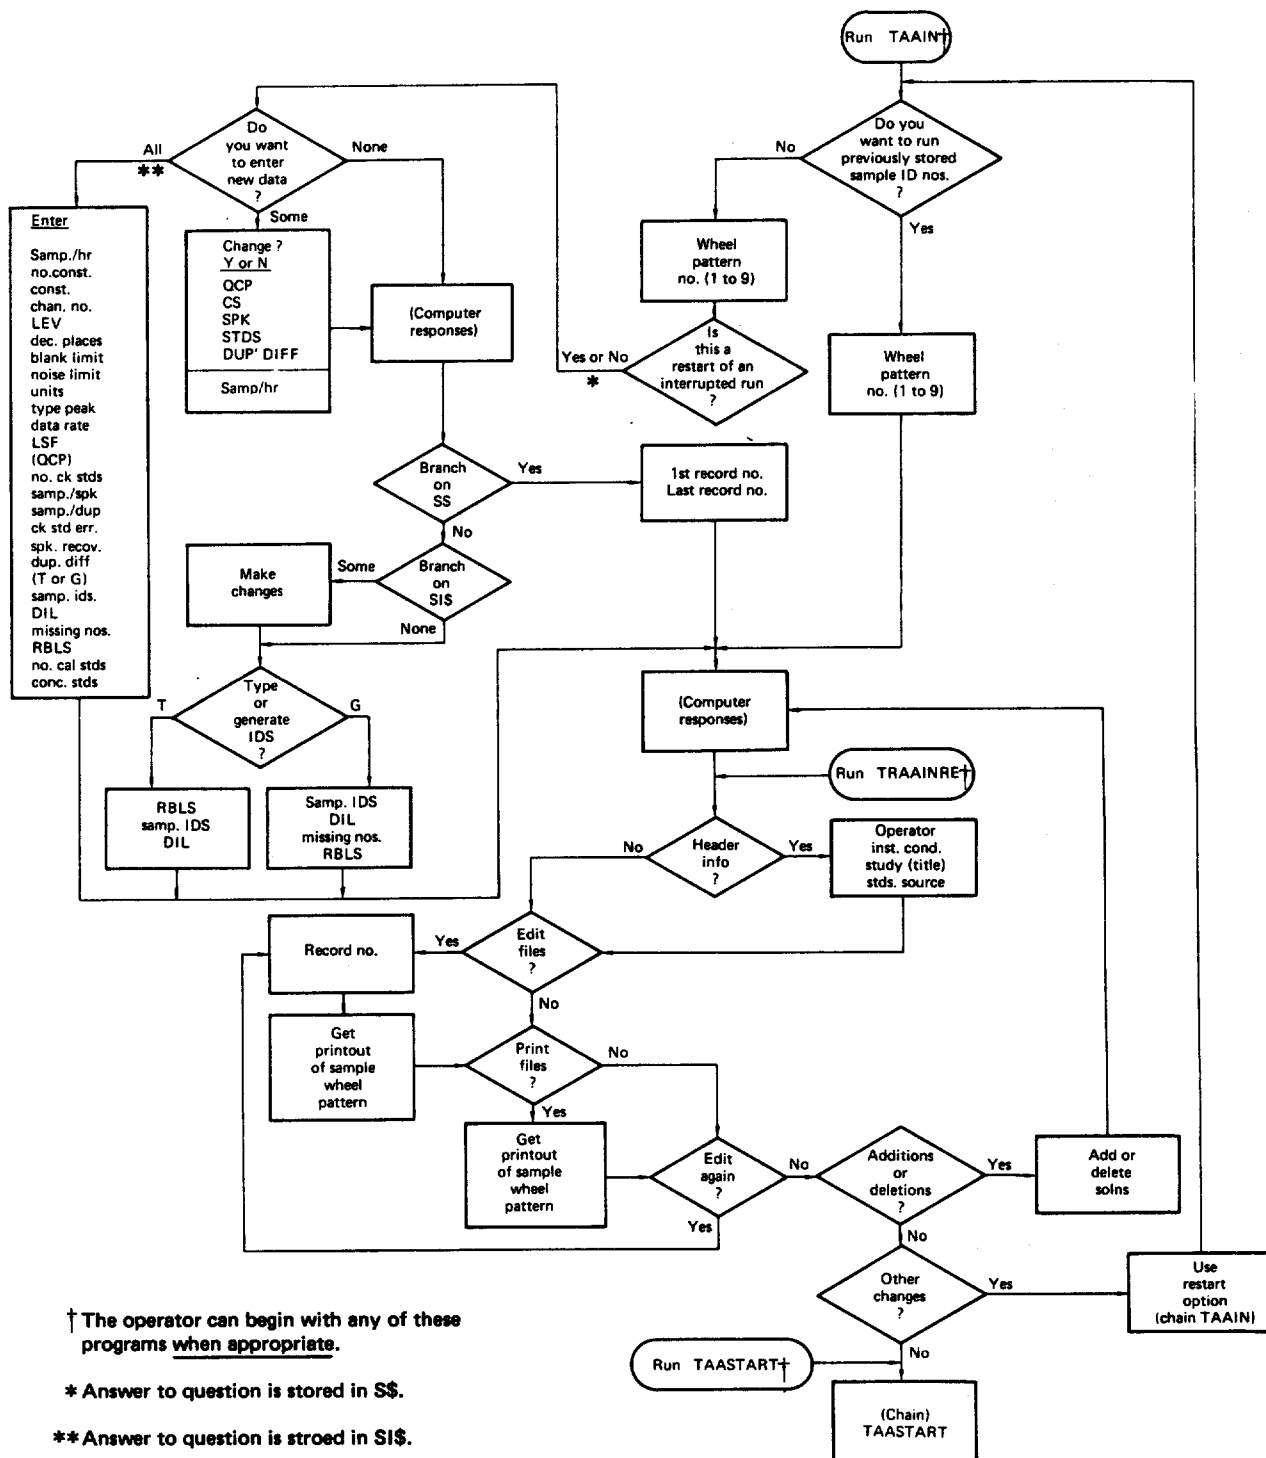 Run TAAIN†
Do you
want to run
previously stored
sample ID nos.
?
No
Yes
Do
you want
to enter
new data
?
All
**
None
Some
Enter
Samp./hr
no.const.
const.
chan. no.
LEV
dec. places
blank limit
noise limit
units
type peak
data rate
LSF
(QCP)
no. ck stds
samp./spk
samp./dup
ck std err.
spk. recov.
dup. diff
(T or G)
samp. ids.
DIL
missing nos.
RBLS
no. cal stds
conc. stds
Change ?
Y or N
QCP
CS
SPK
STDS
DUP' DIFF
Samp/hr
(Computer
responses)
Wheel
pattern
no. (1 to 9)
Is
this a
restart of an
interrupted run
?
Yes or No
*
Wheel
pattern
no. (1 to 9)
Branch
on
SS
Yes
No
1st record no.
Last record no.
Branch
on
SI$
Some
None
Make
changes
Type
or
generate
IDS
?
T
G
RBLS
samp. IDS
DIL
Samp. IDS
DIL
missing nos.
RBLS
(Computer
responses)
Run TRAAINRE†
Header
info
?
No
Yes
Operator
inst. cond.
study (title)
stds. source
Edit
files
?
Yes
No
Record no.
Get
printout
of sample
wheel
pattern
Print
files
?
No
Yes
Get
printout
of sample
wheel
pattern
Edit
again
?
No
Yes
Additions
or
deletions
?
Yes
No
Add or
delete
solns
Other
changes
?
Yes
No
Use
restart
option
(chain TAAIN)
Run TAASTART†
(Chain)
TAASTART
† The operator can begin with any of these
programs when appropriate.
* Answer to question is stored in S$.
** Answer to question is stroed in SI$.